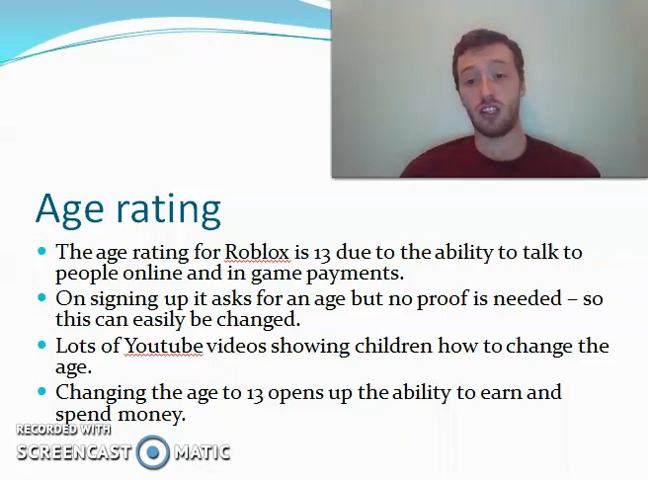 Age rating
The age rating for Roblox is 13 due to the ability to talk to
people online and in game payments.
On signing up it asks for an age but no proof is needed – so
this can easily be changed.
Lots of Youtube videos showing children how to change the
age.
Changing the age to 13 opens up the ability to earn and
spend money.
RECORDED WITH
SCREENCAST MATIC